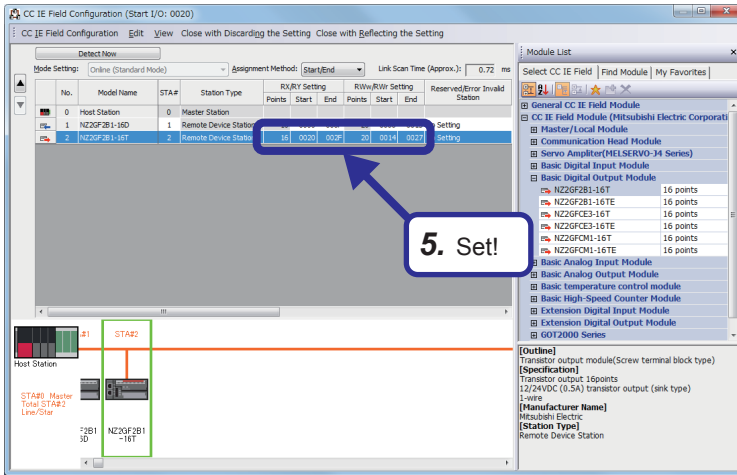 CC IE Field Configuration (Start I/O: 0020)
CC IE Field Configuration Edit View Close with Discarding the Setting Close with Reflecting the Setting
Detect Now
Mode Setting: Online (Standard Mode) Assignment Method: Start/End Link Scan Time (Approx.): 0.72 ms
No. Model Name STA# Station Type RX/RY Setting RWw/RWr Setting Reserved/Error Invalid Station
Points Start End Points Start End
0 Host Station 0 Master Station
1 NZ2GF2B1-16D 1 Remote Device Station Setting
2 NZ2GF2B1-16T 2 Remote Device Station 16 0020 002F 20 0014 0027 Setting
5. Set!
Host Station
#1 STA#2
STA#0 Master
Total STA#2
Line/Star
F2B1
5D
NZ2GF2B1
-16T
Module List
Select CC IE Field Find Module My Favorites
General CC IE Field Module
CC IE Field Module (Mitsubishi Electric Corporati
Master/Local Module
Communication Head Module
Servo Ampliter(MELSERVO-J4 Series)
Basic Digital Input Module
Basic Digital Output Module
NZ2GF2B1-16T 16 points
NZ2GF2B1-16TE 16 points
NZ2GFCE3-16T 16 points
NZ2GFCE3-16TE 16 points
NZ2GFCM1-16T 16 points
NZ2GFCM1-16TE 16 points
Basic Analog Input Module
Basic Analog Output Module
Basic temperature control module
Basic High-Speed Counter Module
Extension Digital Input Module
Extension Digital Output Module
GOT2000 Series
[Outline]
Transistor output module(Screw terminal block type)
[Specification]
Transistor output 16points
12/24VDC (0.5A) transistor output (sink type)
1-wire
[Manufacturer Name]
Mitsubishi Electric
[Station Type]
Remote Device Station